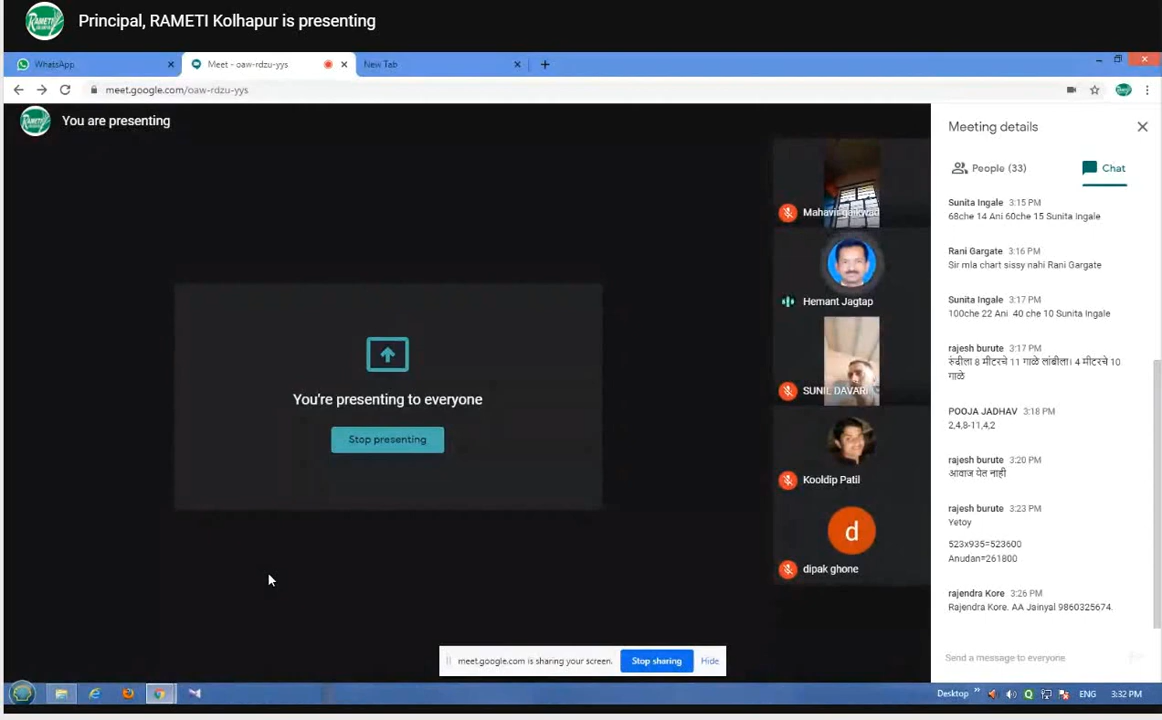 Principal, RAMETI Kolhapur is presenting
WhatsApp
Meet - oaw-rdzu-yys
New Tab
meet.google.com/oaw-rdzu-yys
You are presenting
Meeting details
People (33)
Chat
Sunita Ingale 3:15 PM
68che 14 Ani 60che 15 Sunita Ingale
Rani Gargate 3:16 PM
Sir mla chart sissy nahi Rani Gargate
Sunita Ingale 3:17 PM
100che 22 Ani 40 che 10 Sunita Ingale
rajesh burute 3:17 PM
रुंदीला 8 मीटरचे 11 गाळे लांबीला। 4 मीटरचे 10
गाळे
POOJA JADHAV 3:18 PM
2,4,8-11,4,2
rajesh burute 3:20 PM
आवाज येत नाही
rajesh burute 3:23 PM
Yetoy
523x935=523600
Anudan=261800
rajendra Kore 3:26 PM
Rajendra Kore. AA Jainyal 9860325674.
Send a message to everyone
Mahavir gaikwad
Hemant Jagtap
SUNIL DAVARI
Kooldip Patil
d
dipak ghone
You're presenting to everyone
Stop presenting
meet.google.com is sharing your screen.
Stop sharing
Hide
Desktop
ENG
3:32 PM